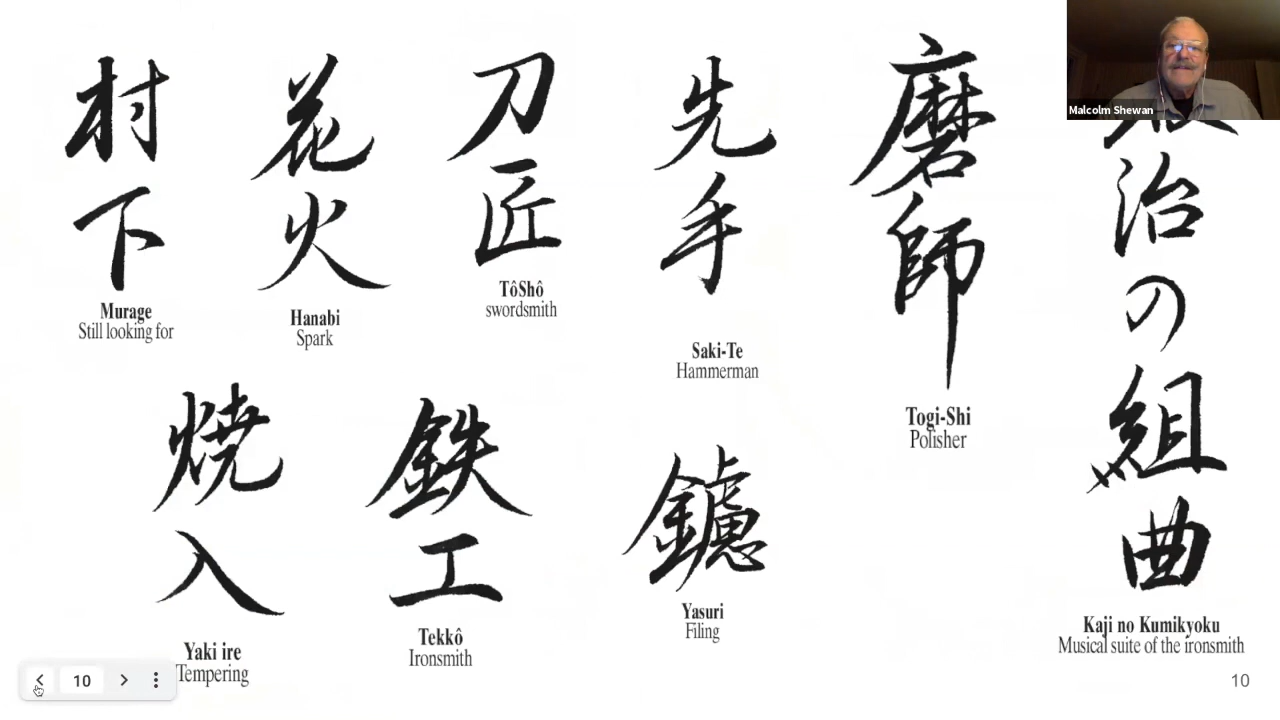 村下
Murage
Still looking for
花火
Hanabi
Spark
刀匠
TôShô
swordsmith
先手
Saki-Te
Hammerman
磨師
Togi-Shi
Polisher
治の組曲
Kaji no Kumikyoku
Musical suite of the ironsmith
焼入
Yaki ire
Tempering
鉄工
Tekkô
Ironsmith
鑢
Yasuri
Filing
Malcolm Shewan
10
10